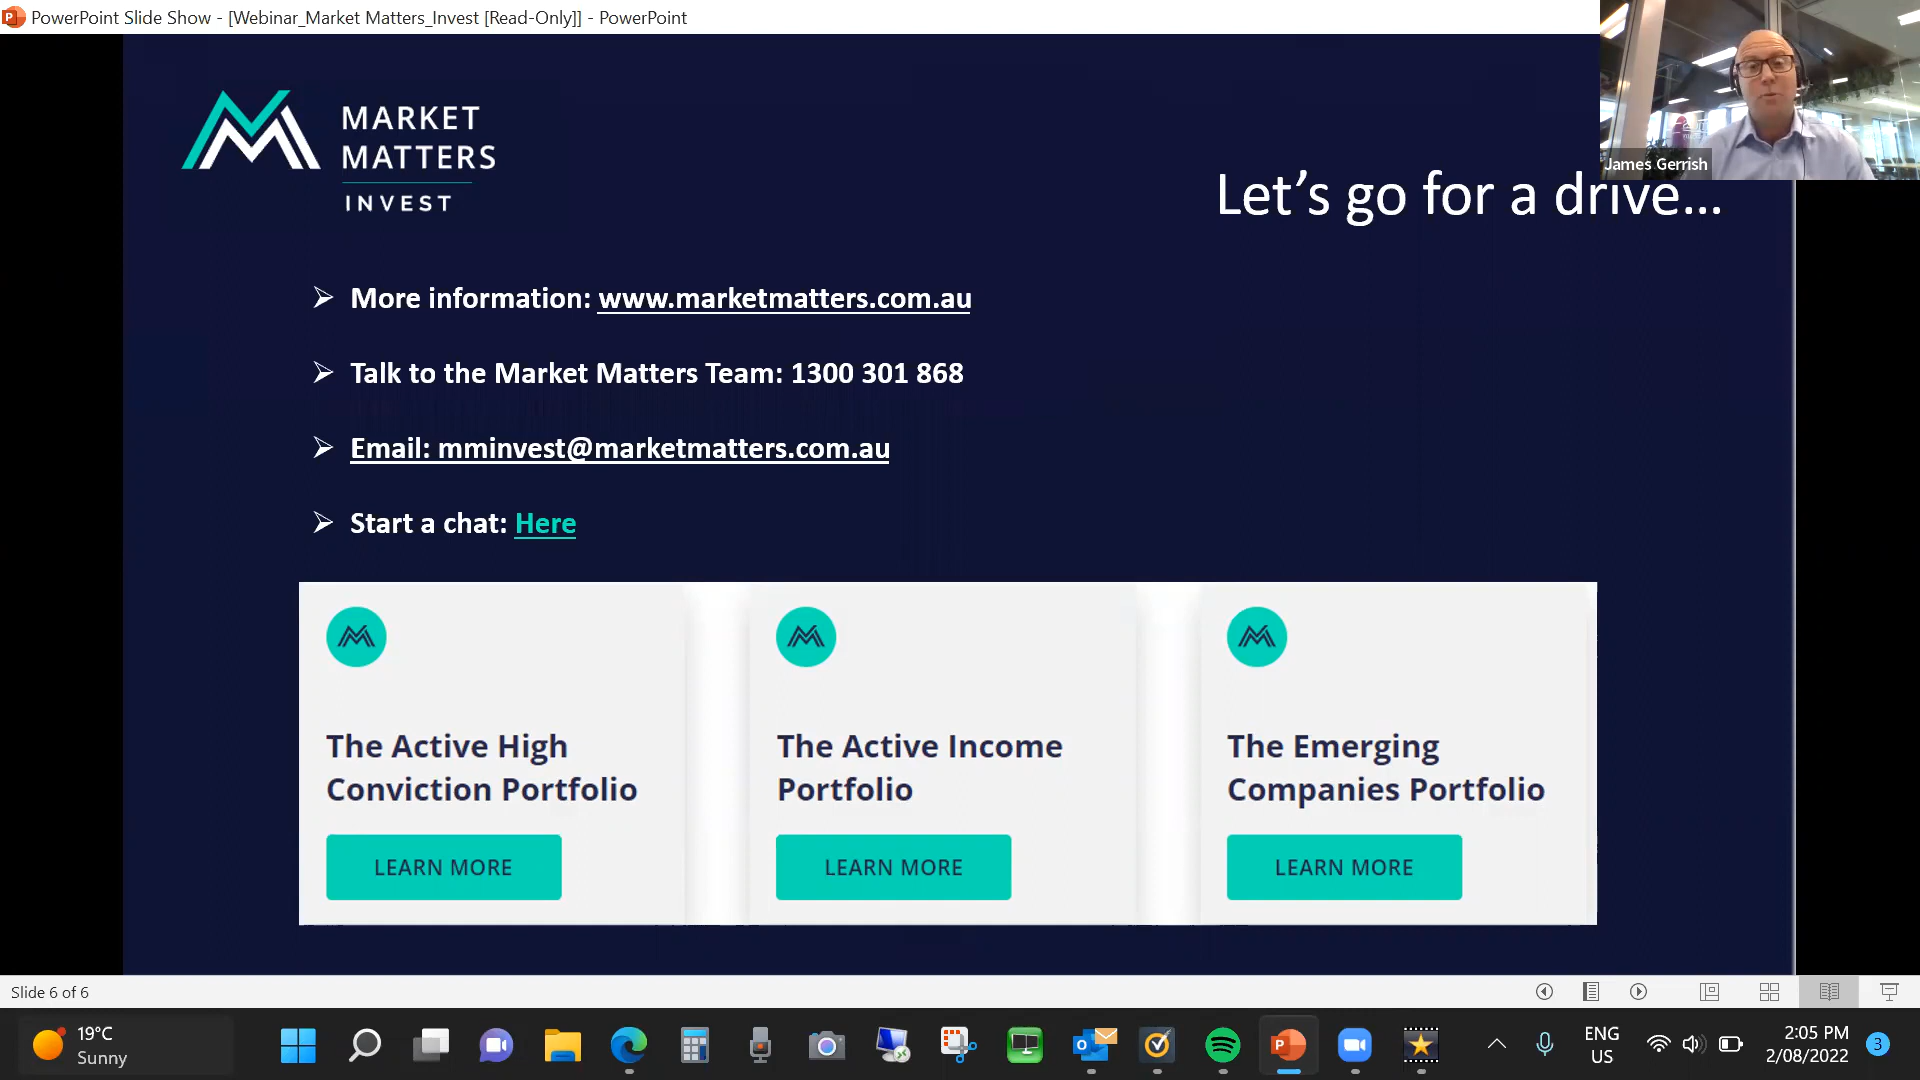 PowerPoint Slide Show - [Webinar_Market Matters_Invest [Read-Only]] - PowerPoint
James Gerrish
MARKET
MATTERS
INVEST
Let’s go for a drive...
➢ More information: www.marketmatters.com.au
➢ Talk to the Market Matters Team: 1300 301 868
➢ Email: mminvest@marketmatters.com.au
➢ Start a chat: Here
The Active High
Conviction Portfolio
LEARN MORE
The Active Income
Portfolio
LEARN MORE
The Emerging
Companies Portfolio
LEARN MORE
Slide 6 of 6
19°C
Sunny
ENG
US
2:05 PM
2/08/2022
3